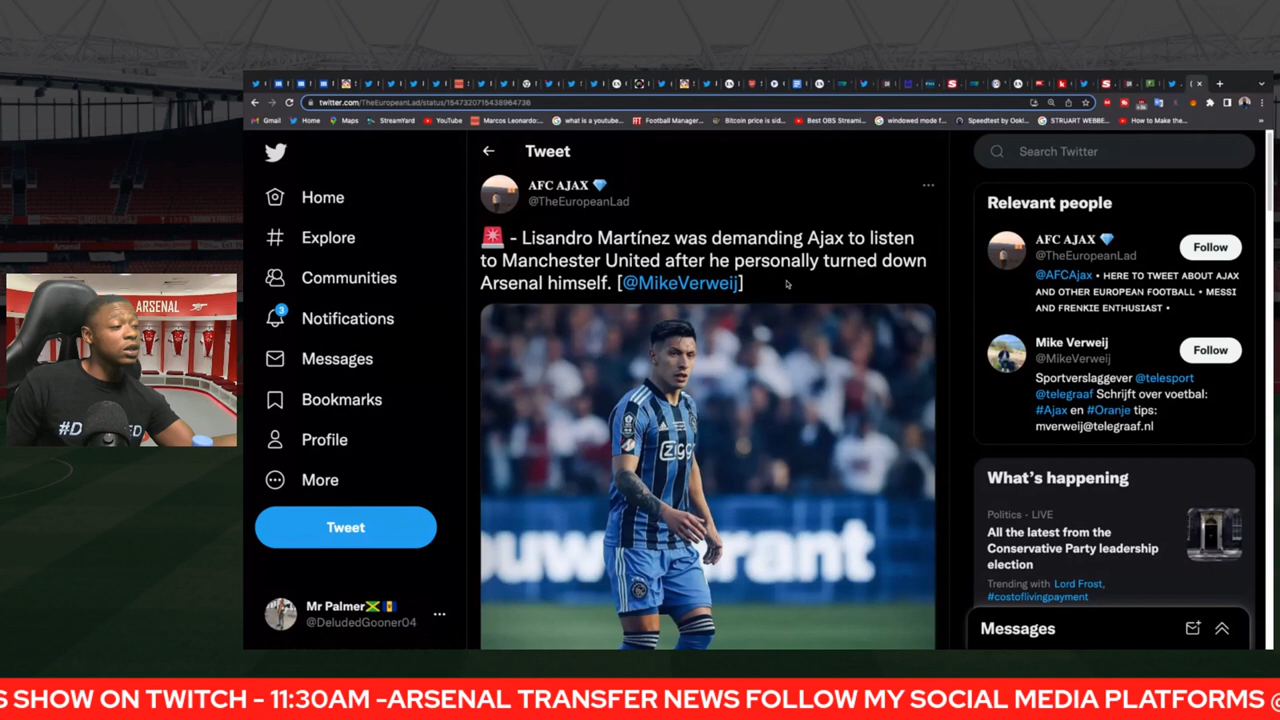 twitter.com/TheEuropeanLad/status/1547320715438964736
Gmail
Home
Maps
StreamYard
YouTube
Marcos Leonardo:...
what is a youtube...
Football Manager...
Bitcoin price is sid...
Best OBS Streami...
windowed mode f...
Speedtest by Ookl...
STRUART WEBBE...
How to Make the...
Home
Explore
Communities
3
Notifications
Messages
Bookmarks
Profile
More
Tweet
Mr Palmer
@DeludedGooner04
Tweet
AFC AJAX
@TheEuropeanLad
- Lisandro Martínez was demanding Ajax to listen
to Manchester United after he personally turned down
Arsenal himself. [@MikeVerweij]
ZIGG
Search Twitter
Relevant people
AFC AJAX
@TheEuropeanLad
Follow
@AFCAjax • HERE TO TWEET ABOUT AJAX
AND OTHER EUROPEAN FOOTBALL • MESSI
AND FRENKIE ENTHUSIAST •
Mike Verweij
@MikeVerweij
Follow
Sportverslaggever @telesport
@telegraaf Schrijft over voetbal:
#Ajax en #Oranje tips:
mverweij@telegraaf.nl
What's happening
Politics · LIVE
All the latest from the
Conservative Party leadership
election
Trending with Lord Frost,
#costoflivingpayment
Messages
ARSENAL
S SHOW ON TWITCH - 11:30AM -ARSENAL TRANSFER NEWS FOLLOW MY SOCIAL MEDIA PLATFORMS @